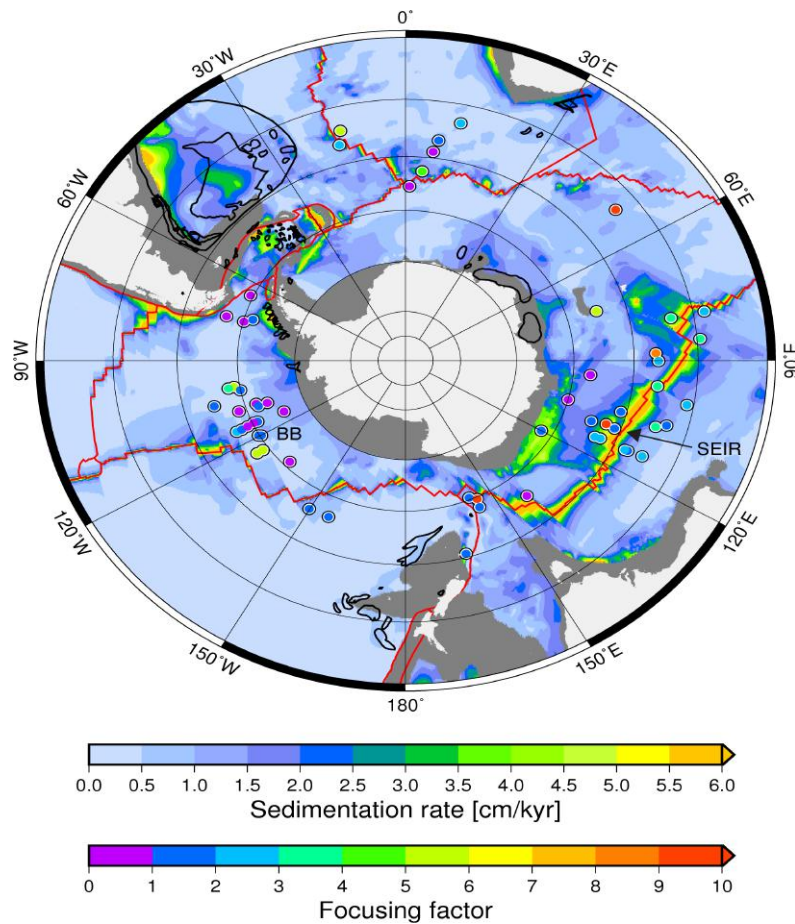 0˚
30˚W
30˚E
60˚W
60˚E
90˚W
90˚E
BB
SEIR
120˚W
120˚E
150˚W
150˚E
180˚
0.0 0.5 1.0 1.5 2.0 2.5 3.0 3.5 4.0 4.5 5.0 5.5 6.0
Sedimentation rate [cm/kyr]
0 1 2 3 4 5 6 7 8 9 10
Focusing factor